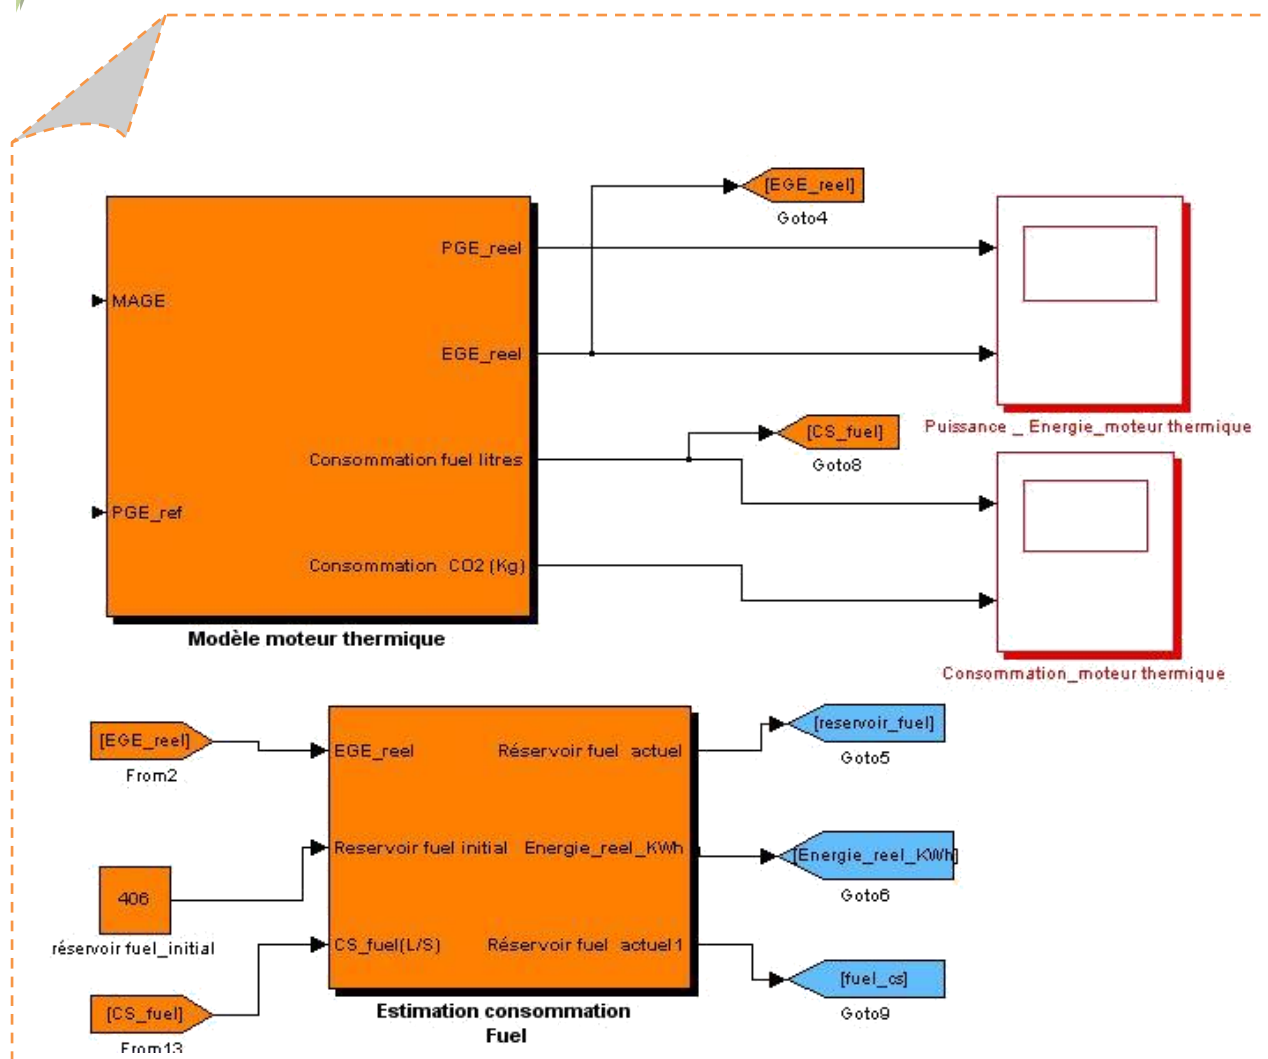 [EGE_reel]
Goto4
PGE_reel
MAGE
EGE_reel
[CS_fuel]
Goto8
Puissance _ Energie_moteur thermique
Consommation fuel litres
PGE_ref
Consommation CO2 (Kg)
Modèle moteur thermique
Consommation_moteur thermique
[EGE_reel]
From2
EGE_reel
Réservoir fuel actuel
[reservoir_fuel]
Goto5
Reservoir fuel initial
Energie_reel_KWh
[Energie_reel_KWh]
Goto6
406
réservoir fuel_initial
CS_fuel(L/S)
Réservoir fuel actuel1
[fuel_cs]
Goto9
[CS_fuel]
From13
Estimation consommation
Fuel